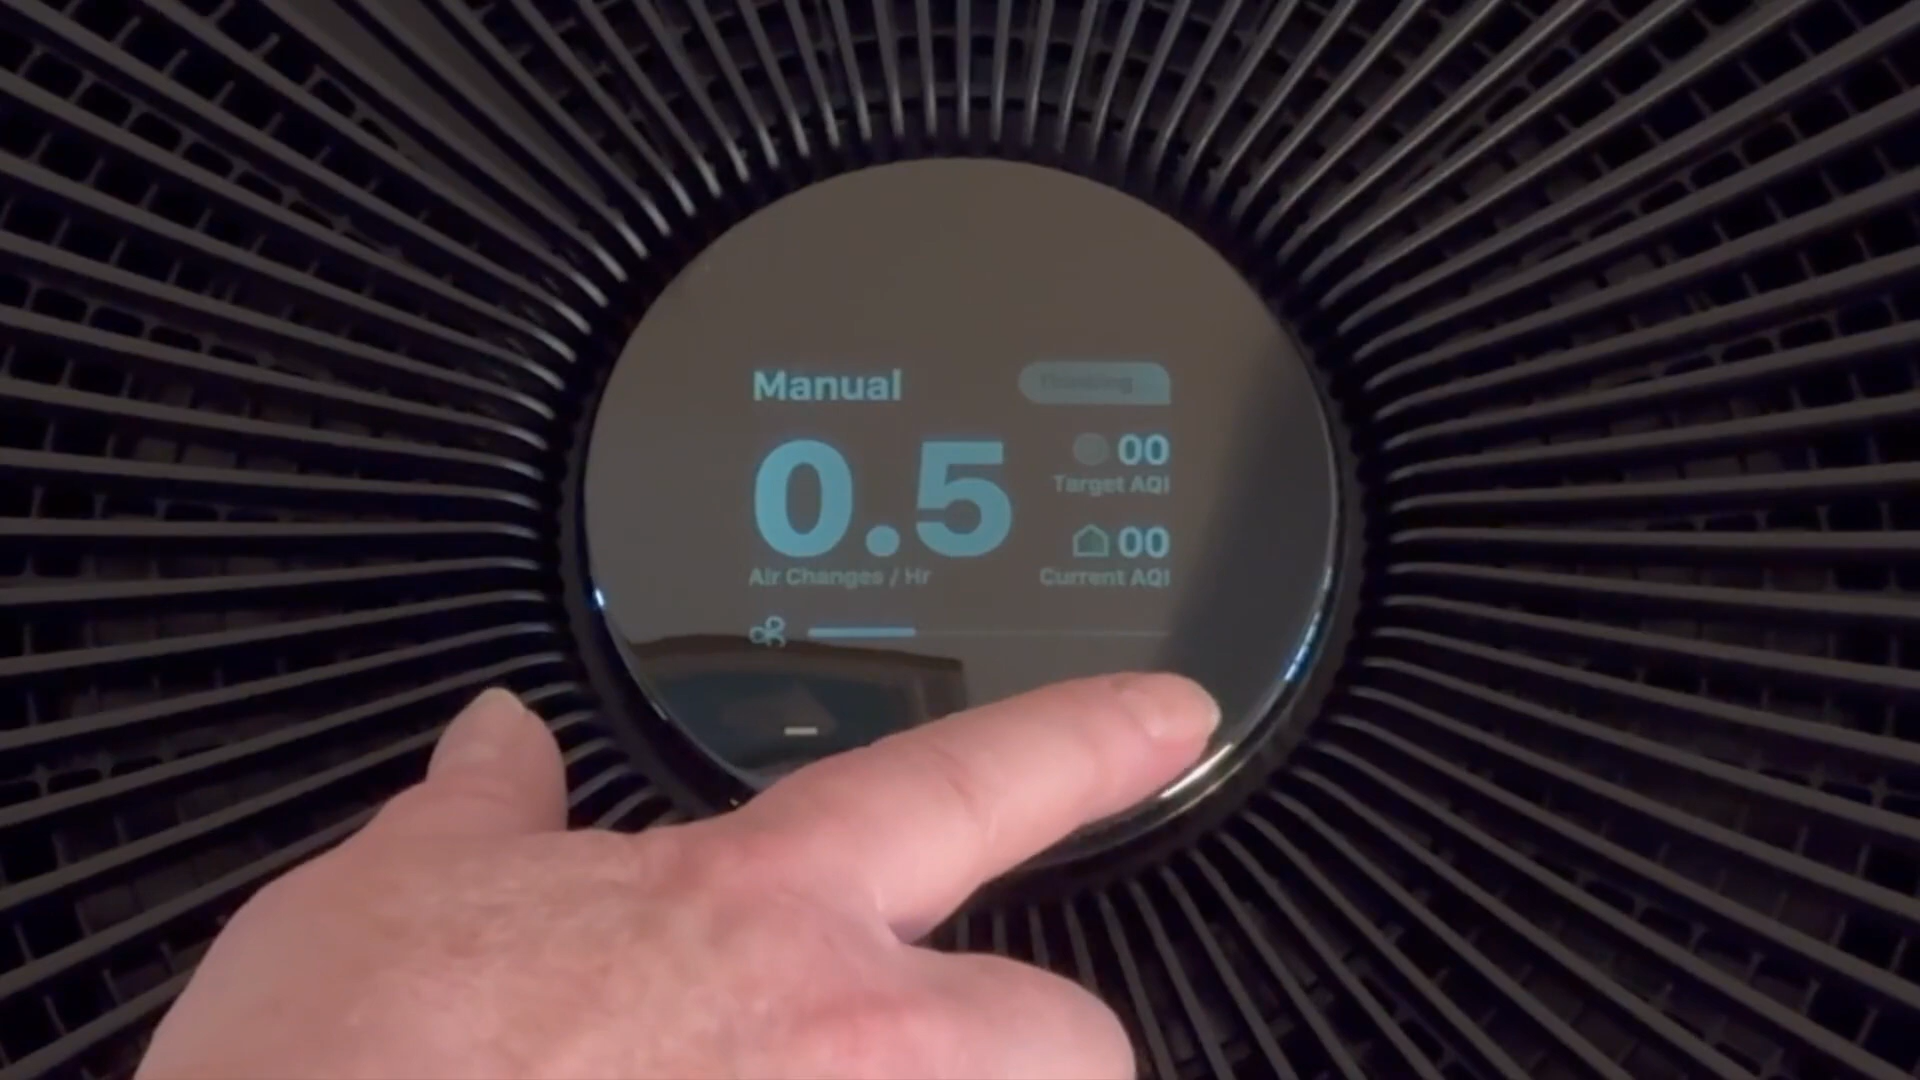 Manual
0.5
00
Target AQI
Air Changes / Hr
00
Current AQI